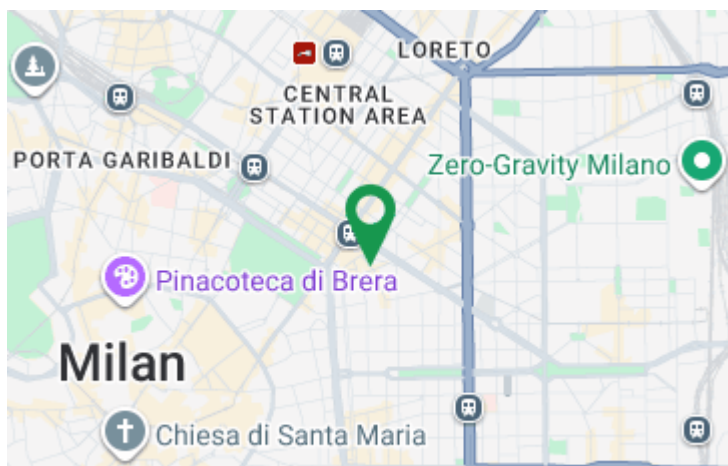 LORETO
CENTRAL
STATION AREA
PORTA GARIBALDI
Zero-Gravity Milano
Pinacoteca di Brera
Milan
Chiesa di Santa Maria